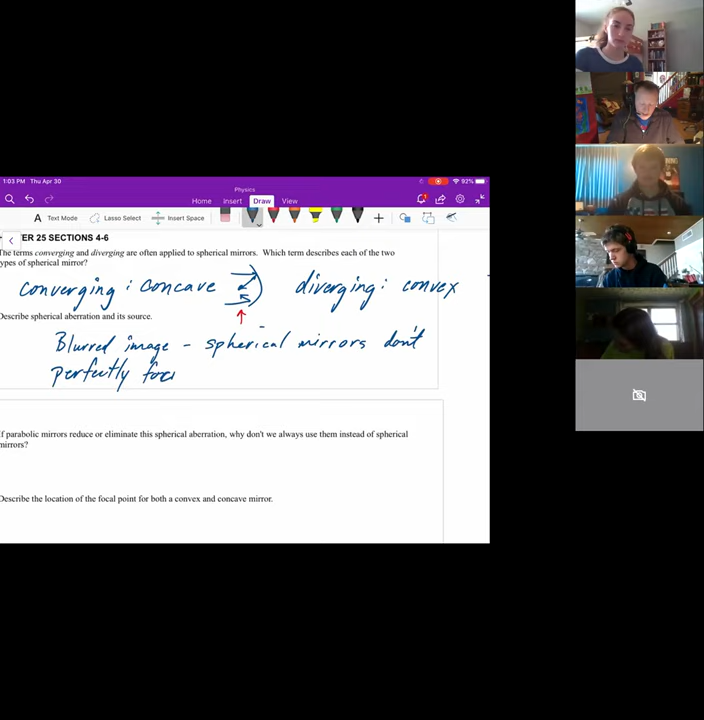 1:03 PM Thu Apr 30
92%
Physics
Home Insert Draw View
Text Mode Lasso Select Insert Space
ER 25 SECTIONS 4-6
The terms converging and diverging are often applied to spherical mirrors. Which term describes each of the two
types of spherical mirror?
converging : Concave diverging : convex
Describe spherical aberration and its source.
Blurred image - spherical mirrors don't
perfectly foc
If parabolic mirrors reduce or eliminate this spherical aberration, why don't we always use them instead of spherical
mirrors?
Describe the location of the focal point for both a convex and concave mirror.